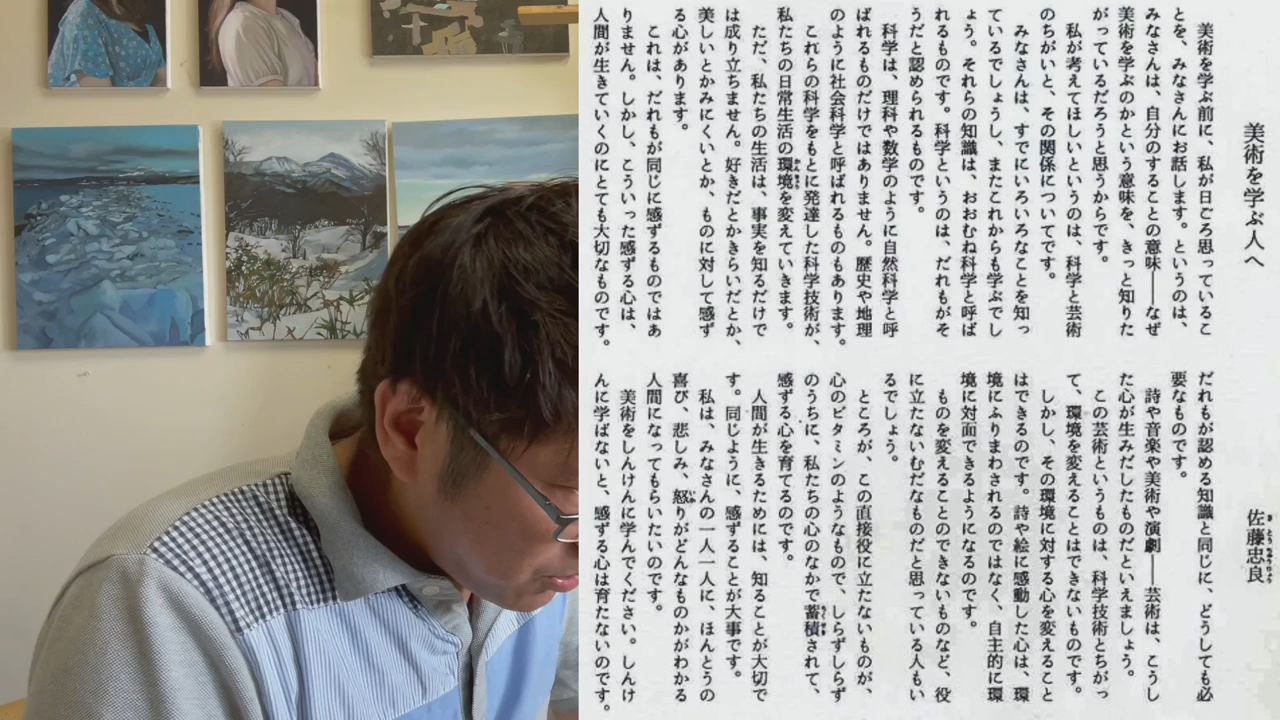 美術を学ぶ人へ
佐藤忠良
美術を学ぶ前に、私が日ごろ思っているこ
とを、みなさんにお話します。というのは、
みなさんは、自分のすることの意味――なぜ
美術を学ぶのかという意味を、きっと知りた
がっているだろうと思うからです。
私が考えてほしいというのは、科学と芸術
のちがいと、その関係についてです。
みなさんは、すでにいろいろなことを知っ
ているでしょうし、またこれからも学ぶでし
ょう。それらの知識は、おおむね科学と呼ば
れるものです。科学というのは、だれもがそ
うだと認められるものです。
科学は、理科や数学のように自然科学と呼
ばれるものだけではありません。歴史や地理
のように社会科学と呼ばれるものもあります。
これらの科学をもとに発達した科学技術が、
私たちの日常生活の環境を変えていきます。
ただ、私たちの生活は、事実を知るだけで
は成り立ちません。好きだとかきらいだとか、
美しいとかみにくいとか、ものに対して感ず
る心があります。
これは、だれもが同じに感ずるものではあ
りません。しかし、こういった感ずる心は、
人間が生きていくのにとても大切なものです。
だれもが認める知識と同じに、どうしても必
要なものです。
詩や音楽や美術や演劇――芸術は、こうし
た心が生みだしたものだといえましょう。
この芸術というものは、科学技術とちがっ
て、環境を変えることはできないものです。
しかし、その環境に対する心を変えること
はできるのです。詩や絵に感動した心は、環
境にふりまわされるのではなく、自主的に環
境に対面できるようになるのです。
ものを変えることのできないものなど、役
に立たないむだなものだと思っている人もい
るでしょう。
ところが、この直接役に立たないものが、
心のビタミンのようなもので、しらずしらず
のうちに、私たちの心のなかで蓄積されて、
感ずる心を育てるのです。
人間が生きるためには、知ることが大切で
す。同じように、感ずることが大事です。
私は、みなさんの一人一人に、ほんとうの
喜び、悲しみ、怒りがどんなものかがわかる
人間になってもらいたいのです。
美術をしんけんに学んでください。しんけ
んに学ばないと、感ずる心は育たないのです。